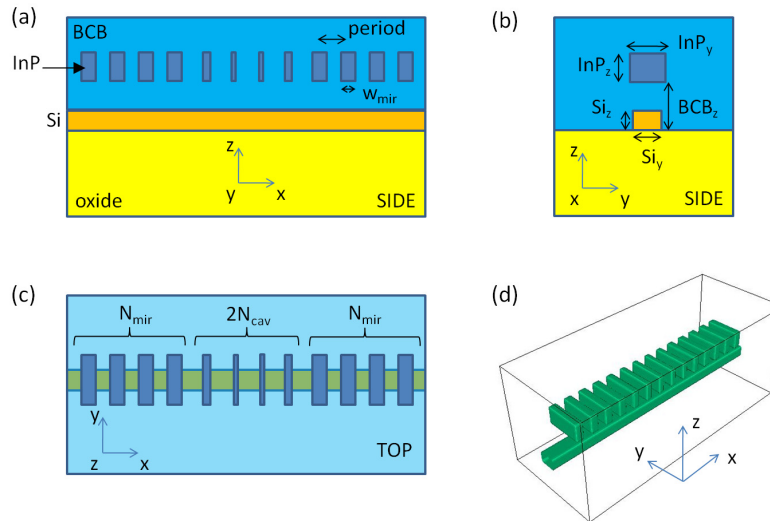 (a)
BCB
period
InP
w_mir
Si
z
y
x
oxide
SIDE
(b)
InP_y
InP_z
Si_z
BCB_z
Si_y
z
x
y
SIDE
(c)
N_mir
2N_cav
N_mir
y
z
x
TOP
(d)
z
y
x